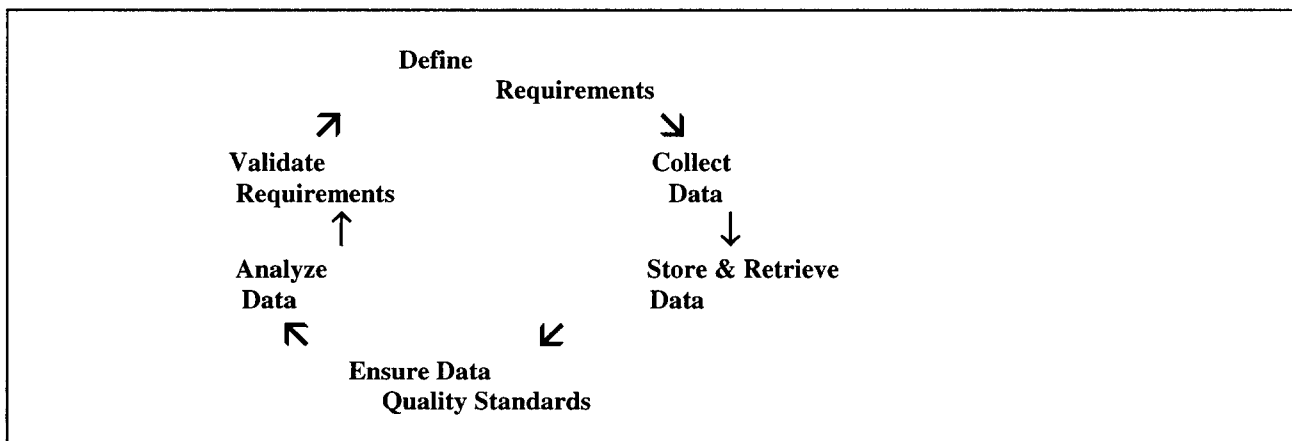 Define
Requirements
Validate
Requirements
Collect
Data
Analyze
Data
Store & Retrieve
Data
Ensure Data
Quality Standards